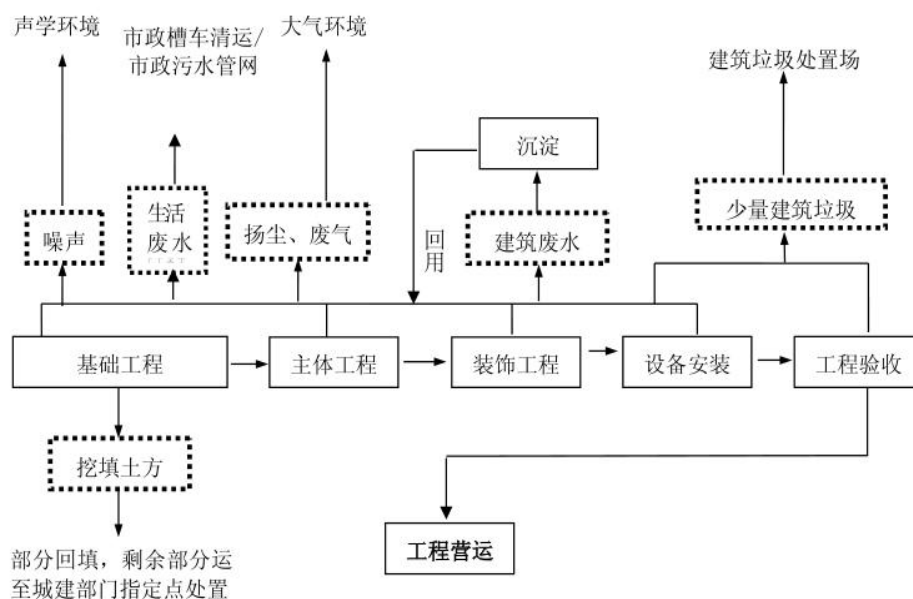 声学环境
市政槽车清运/
市政污水管网
大气环境
建筑垃圾处置场
沉淀
噪声
生活
废水
扬尘、废气
回
用
建筑废水
少量建筑垃圾
基础工程
主体工程
装饰工程
设备安装
工程验收
挖填土方
工程营运
部分回填，剩余部分运
至城建部门指定点处置